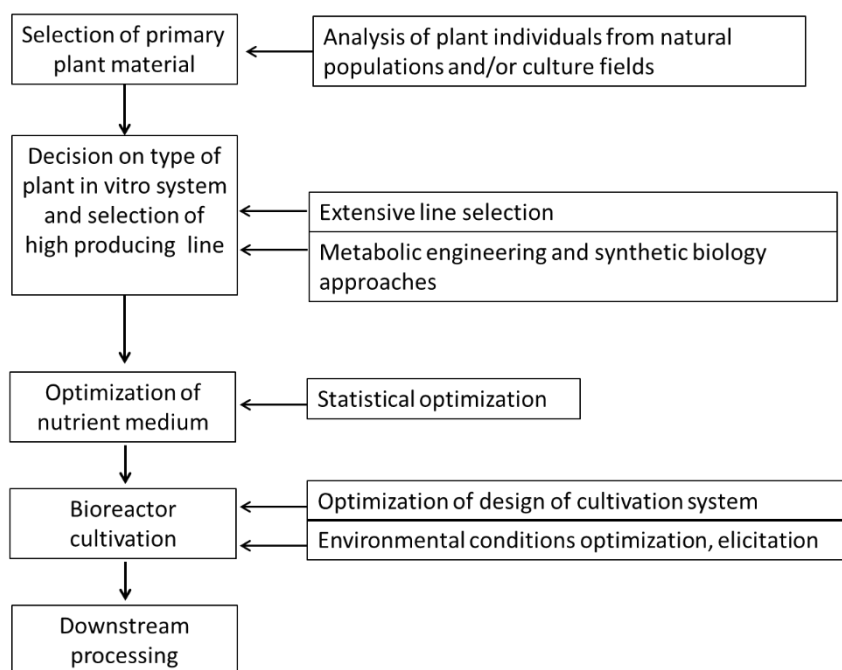 Selection of primary
plant material
Analysis of plant individuals from natural
populations and/or culture fields
Decision on type of
plant in vitro system
and selection of
high producing line
Extensive line selection
Metabolic engineering and synthetic biology
approaches
Optimization of
nutrient medium
Statistical optimization
Bioreactor
cultivation
Optimization of design of cultivation system
Environmental conditions optimization, elicitation
Downstream
processing